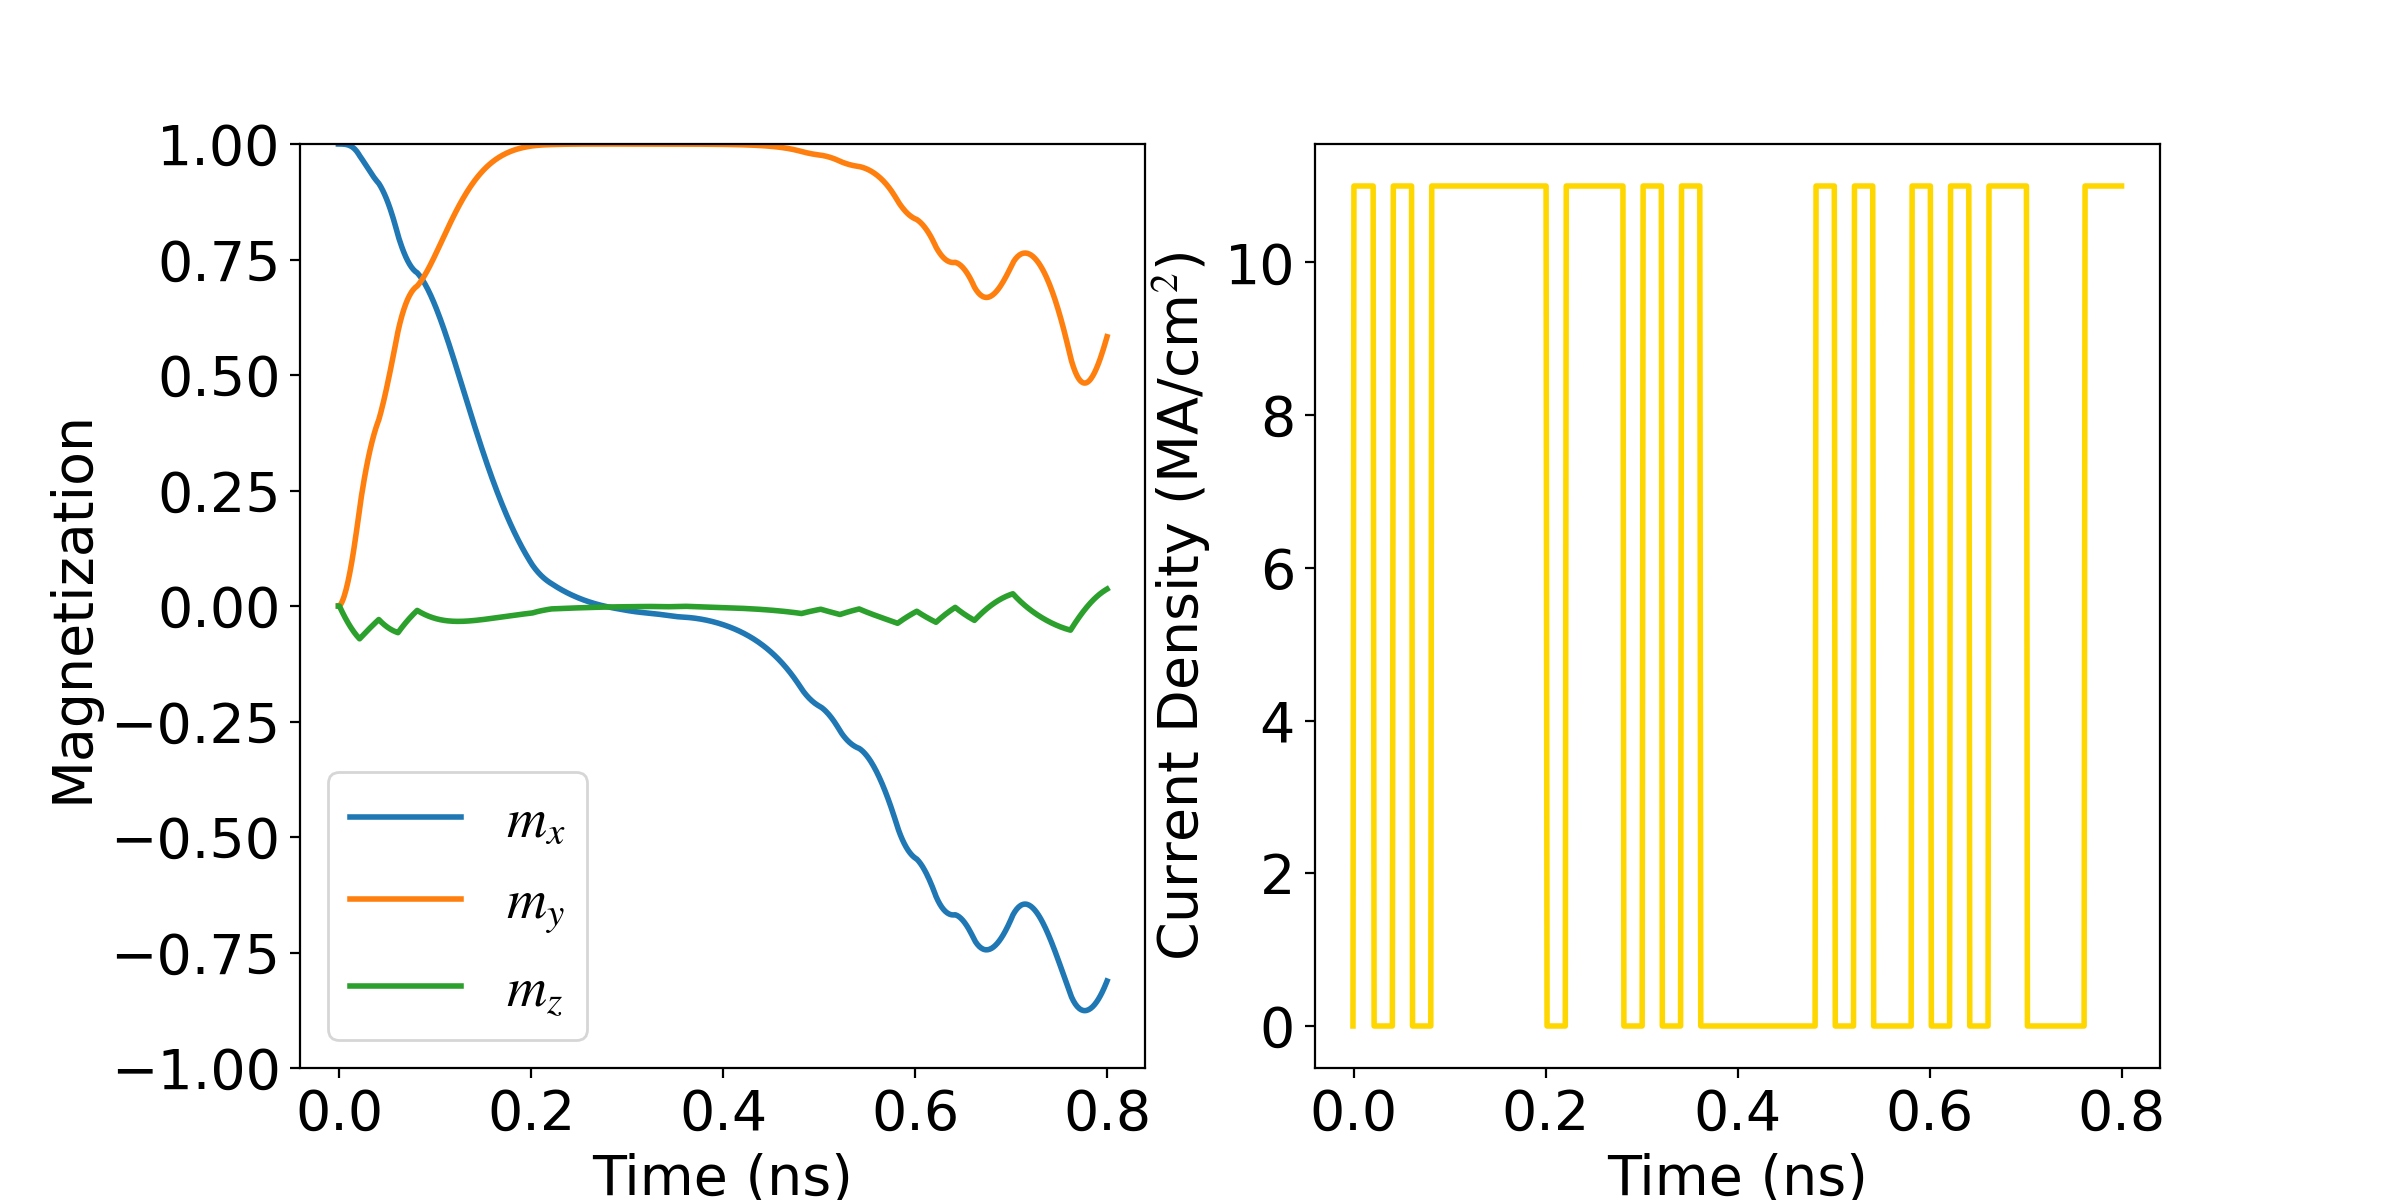 Magnetization
1.00
0.75
0.50
0.25
0.00
−0.25
−0.50
−0.75
−1.00
0.0 0.2 0.4 0.6 0.8
Time (ns)
m_x
m_y
m_z
Current Density (MA/cm²)
10
8
6
4
2
0
0.0 0.2 0.4 0.6 0.8
Time (ns)